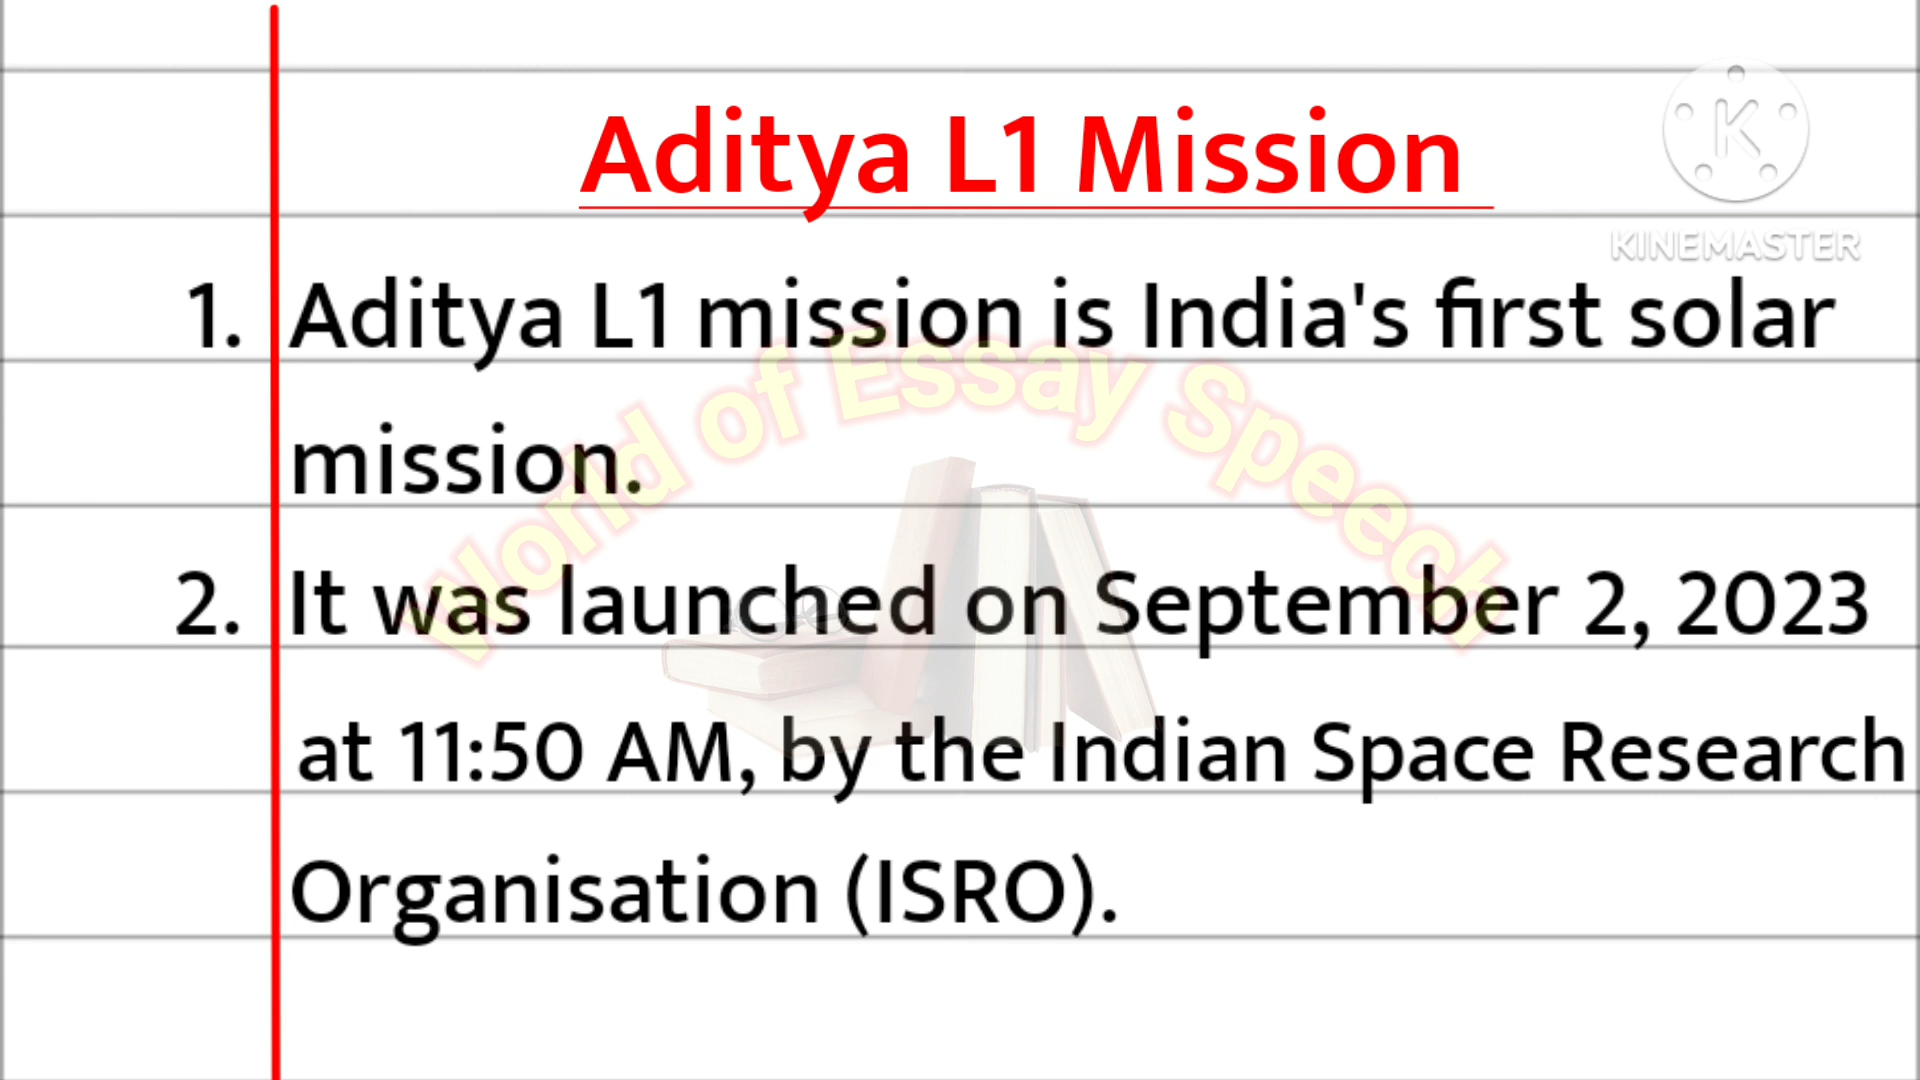 Aditya L1 Mission
KINEMASTER
1. Aditya L1 mission is India's first solar
mission.
2. It was launched on September 2, 2023
at 11:50 AM, by the Indian Space Research
Organisation (ISRO).
World of Essay Speech